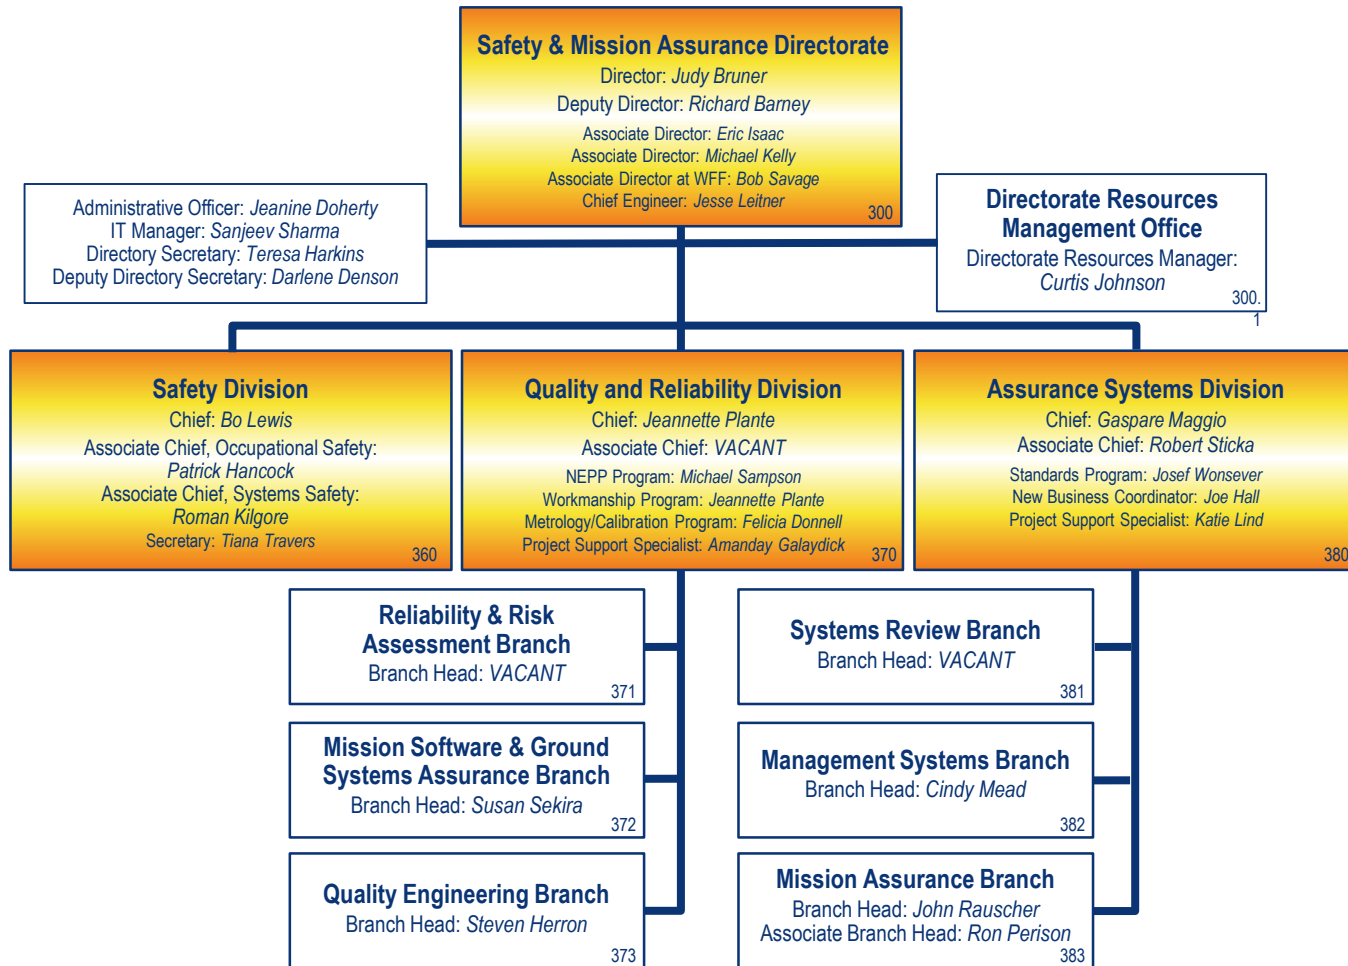 Safety & Mission Assurance Directorate
Director: Judy Bruner
Deputy Director: Richard Barney
Associate Director: Eric Isaac
Associate Director: Michael Kelly
Associate Director at WFF: Bob Savage
Chief Engineer: Jesse Leitner
300
Administrative Officer: Jeanine Doherty
IT Manager: Sanjeev Sharma
Directory Secretary: Teresa Harkins
Deputy Directory Secretary: Darlene Denson
Directorate Resources
Management Office
Directorate Resources Manager:
Curtis Johnson
300.
1
Safety Division
Chief: Bo Lewis
Associate Chief, Occupational Safety:
Patrick Hancock
Associate Chief, Systems Safety:
Roman Kilgore
Secretary: Tiana Travers
360
Quality and Reliability Division
Chief: Jeannette Plante
Associate Chief: VACANT
NEPP Program: Michael Sampson
Workmanship Program: Jeannette Plante
Metrology/Calibration Program: Felicia Donnell
Project Support Specialist: Amanday Galaydick
370
Assurance Systems Division
Chief: Gaspare Maggio
Associate Chief: Robert Sticka
Standards Program: Josef Wonsever
New Business Coordinator: Joe Hall
Project Support Specialist: Katie Lind
380
Reliability & Risk
Assessment Branch
Branch Head: VACANT
371
Mission Software & Ground
Systems Assurance Branch
Branch Head: Susan Sekira
372
Quality Engineering Branch
Branch Head: Steven Herron
373
Systems Review Branch
Branch Head: VACANT
381
Management Systems Branch
Branch Head: Cindy Mead
382
Mission Assurance Branch
Branch Head: John Rauscher
Associate Branch Head: Ron Perison
383